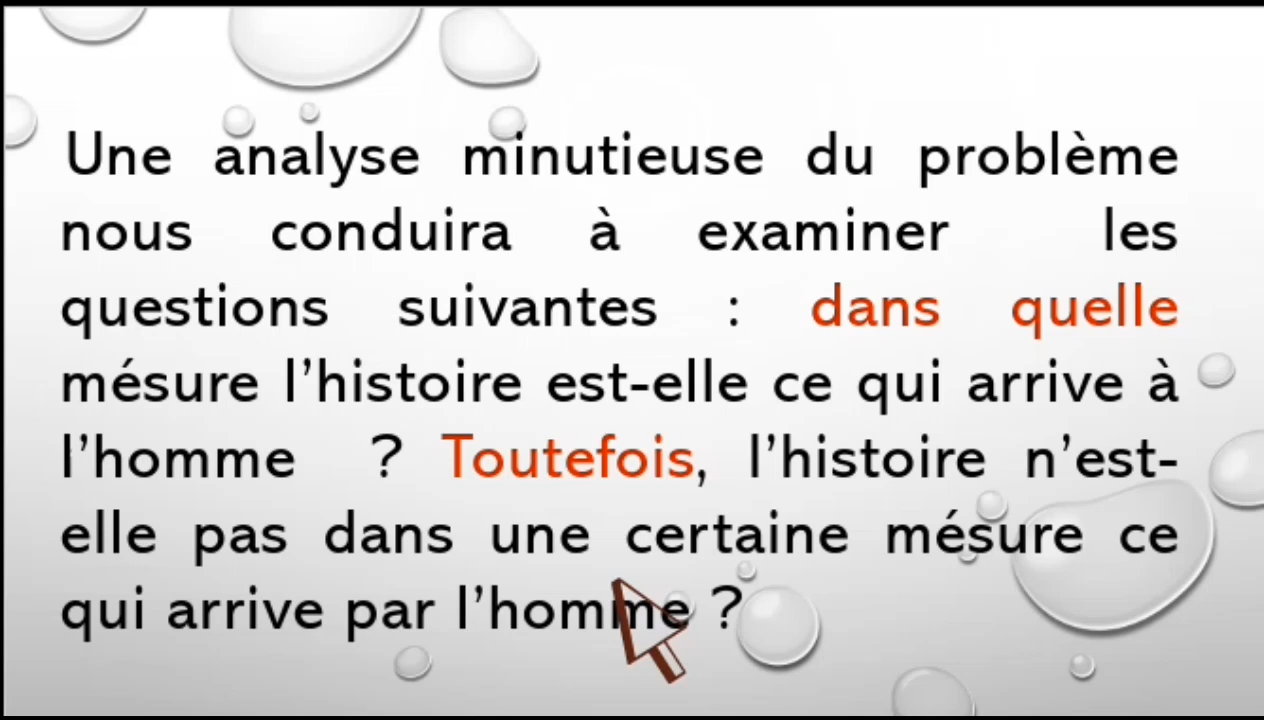 Une analyse minutieuse du problème
nous conduira à examiner les
questions suivantes : dans quelle
mésure l’histoire est-elle ce qui arrive à
l’homme ? Toutefois, l’histoire n’est-
elle pas dans une certaine mésure ce
qui arrive par l’homme ?